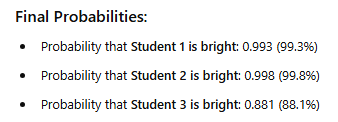 Final Probabilities:
• Probability that Student 1 is bright: 0.993 (99.3%)
• Probability that Student 2 is bright: 0.998 (99.8%)
• Probability that Student 3 is bright: 0.881 (88.1%)